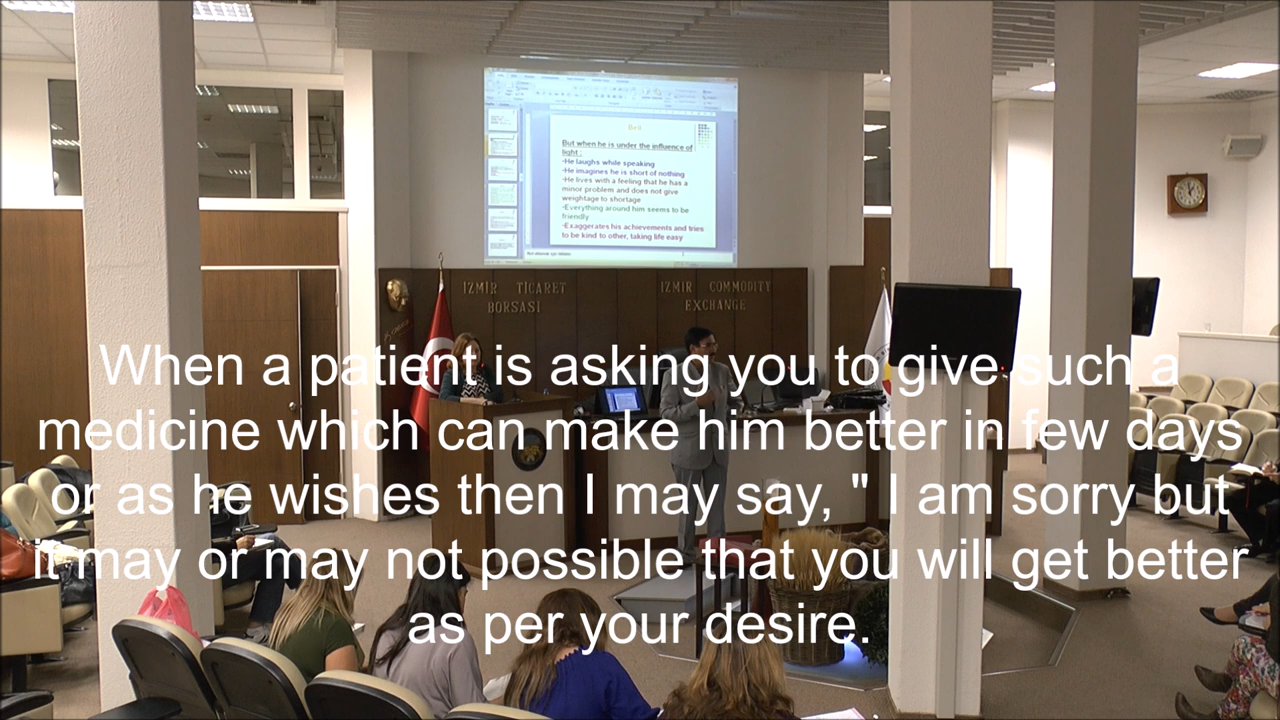 But when he is under the influence of
light :
•He laughs while speaking
•He imagines he is short of nothing
•He lives with a feeling that he has a
minor problem and does not give
weightage to shortage
•Everything around him seems to be
friendly
•Exaggerates his achievements and tries
to be kind to other, taking life easy
IZMIR TICARET
BORSASI
IZMIR COMMODITY
EXCHANGE
When a patient is asking you to give such a
medicine which can make him better in few days
or as he wishes then I may say, " I am sorry but
it may or may not possible that you will get better
as per your desire.